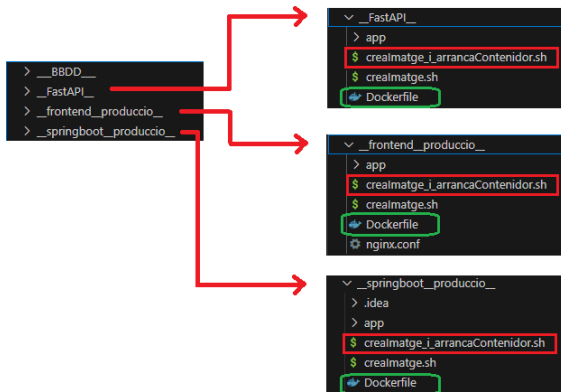 ___BBDD___
__FastAPI__
__frontend__produccio__
__springboot__produccio__
__FastAPI__
app
$ creaImatge_i_arrancaContenidor.sh
$ creaImatge.sh
Dockerfile
__frontend__produccio__
app
$ creaImatge_i_arrancaContenidor.sh
$ creaImatge.sh
Dockerfile
nginx.conf
__springboot__produccio__
.idea
app
$ creaImatge_i_arrancaContenidor.sh
$ creaImatge.sh
Dockerfile